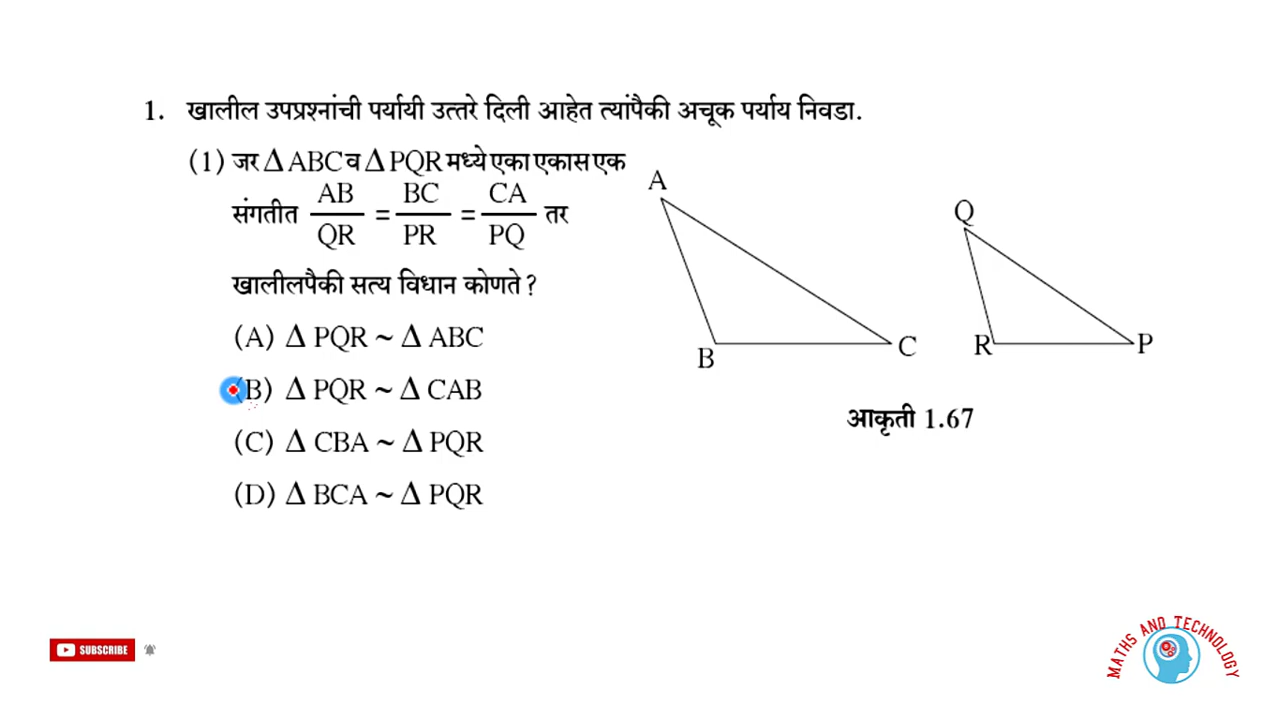 1. खालील उपप्रश्नांची पर्यायी उत्तरे दिली आहेत त्यांपैकी अचूक पर्याय निवडा.
(1) जर Δ ABC व Δ PQR मध्ये एका एकास एक
संगतीत AB/QR = BC/PR = CA/PQ तर
खालीलपैकी सत्य विधान कोणते ?
(A) Δ PQR ~ Δ ABC
(B) Δ PQR ~ Δ CAB
(C) Δ CBA ~ Δ PQR
(D) Δ BCA ~ Δ PQR
A
B
C
Q
R
P
आकृती 1.67
SUBSCRIBE
MATHS AND TECHNOLOGY